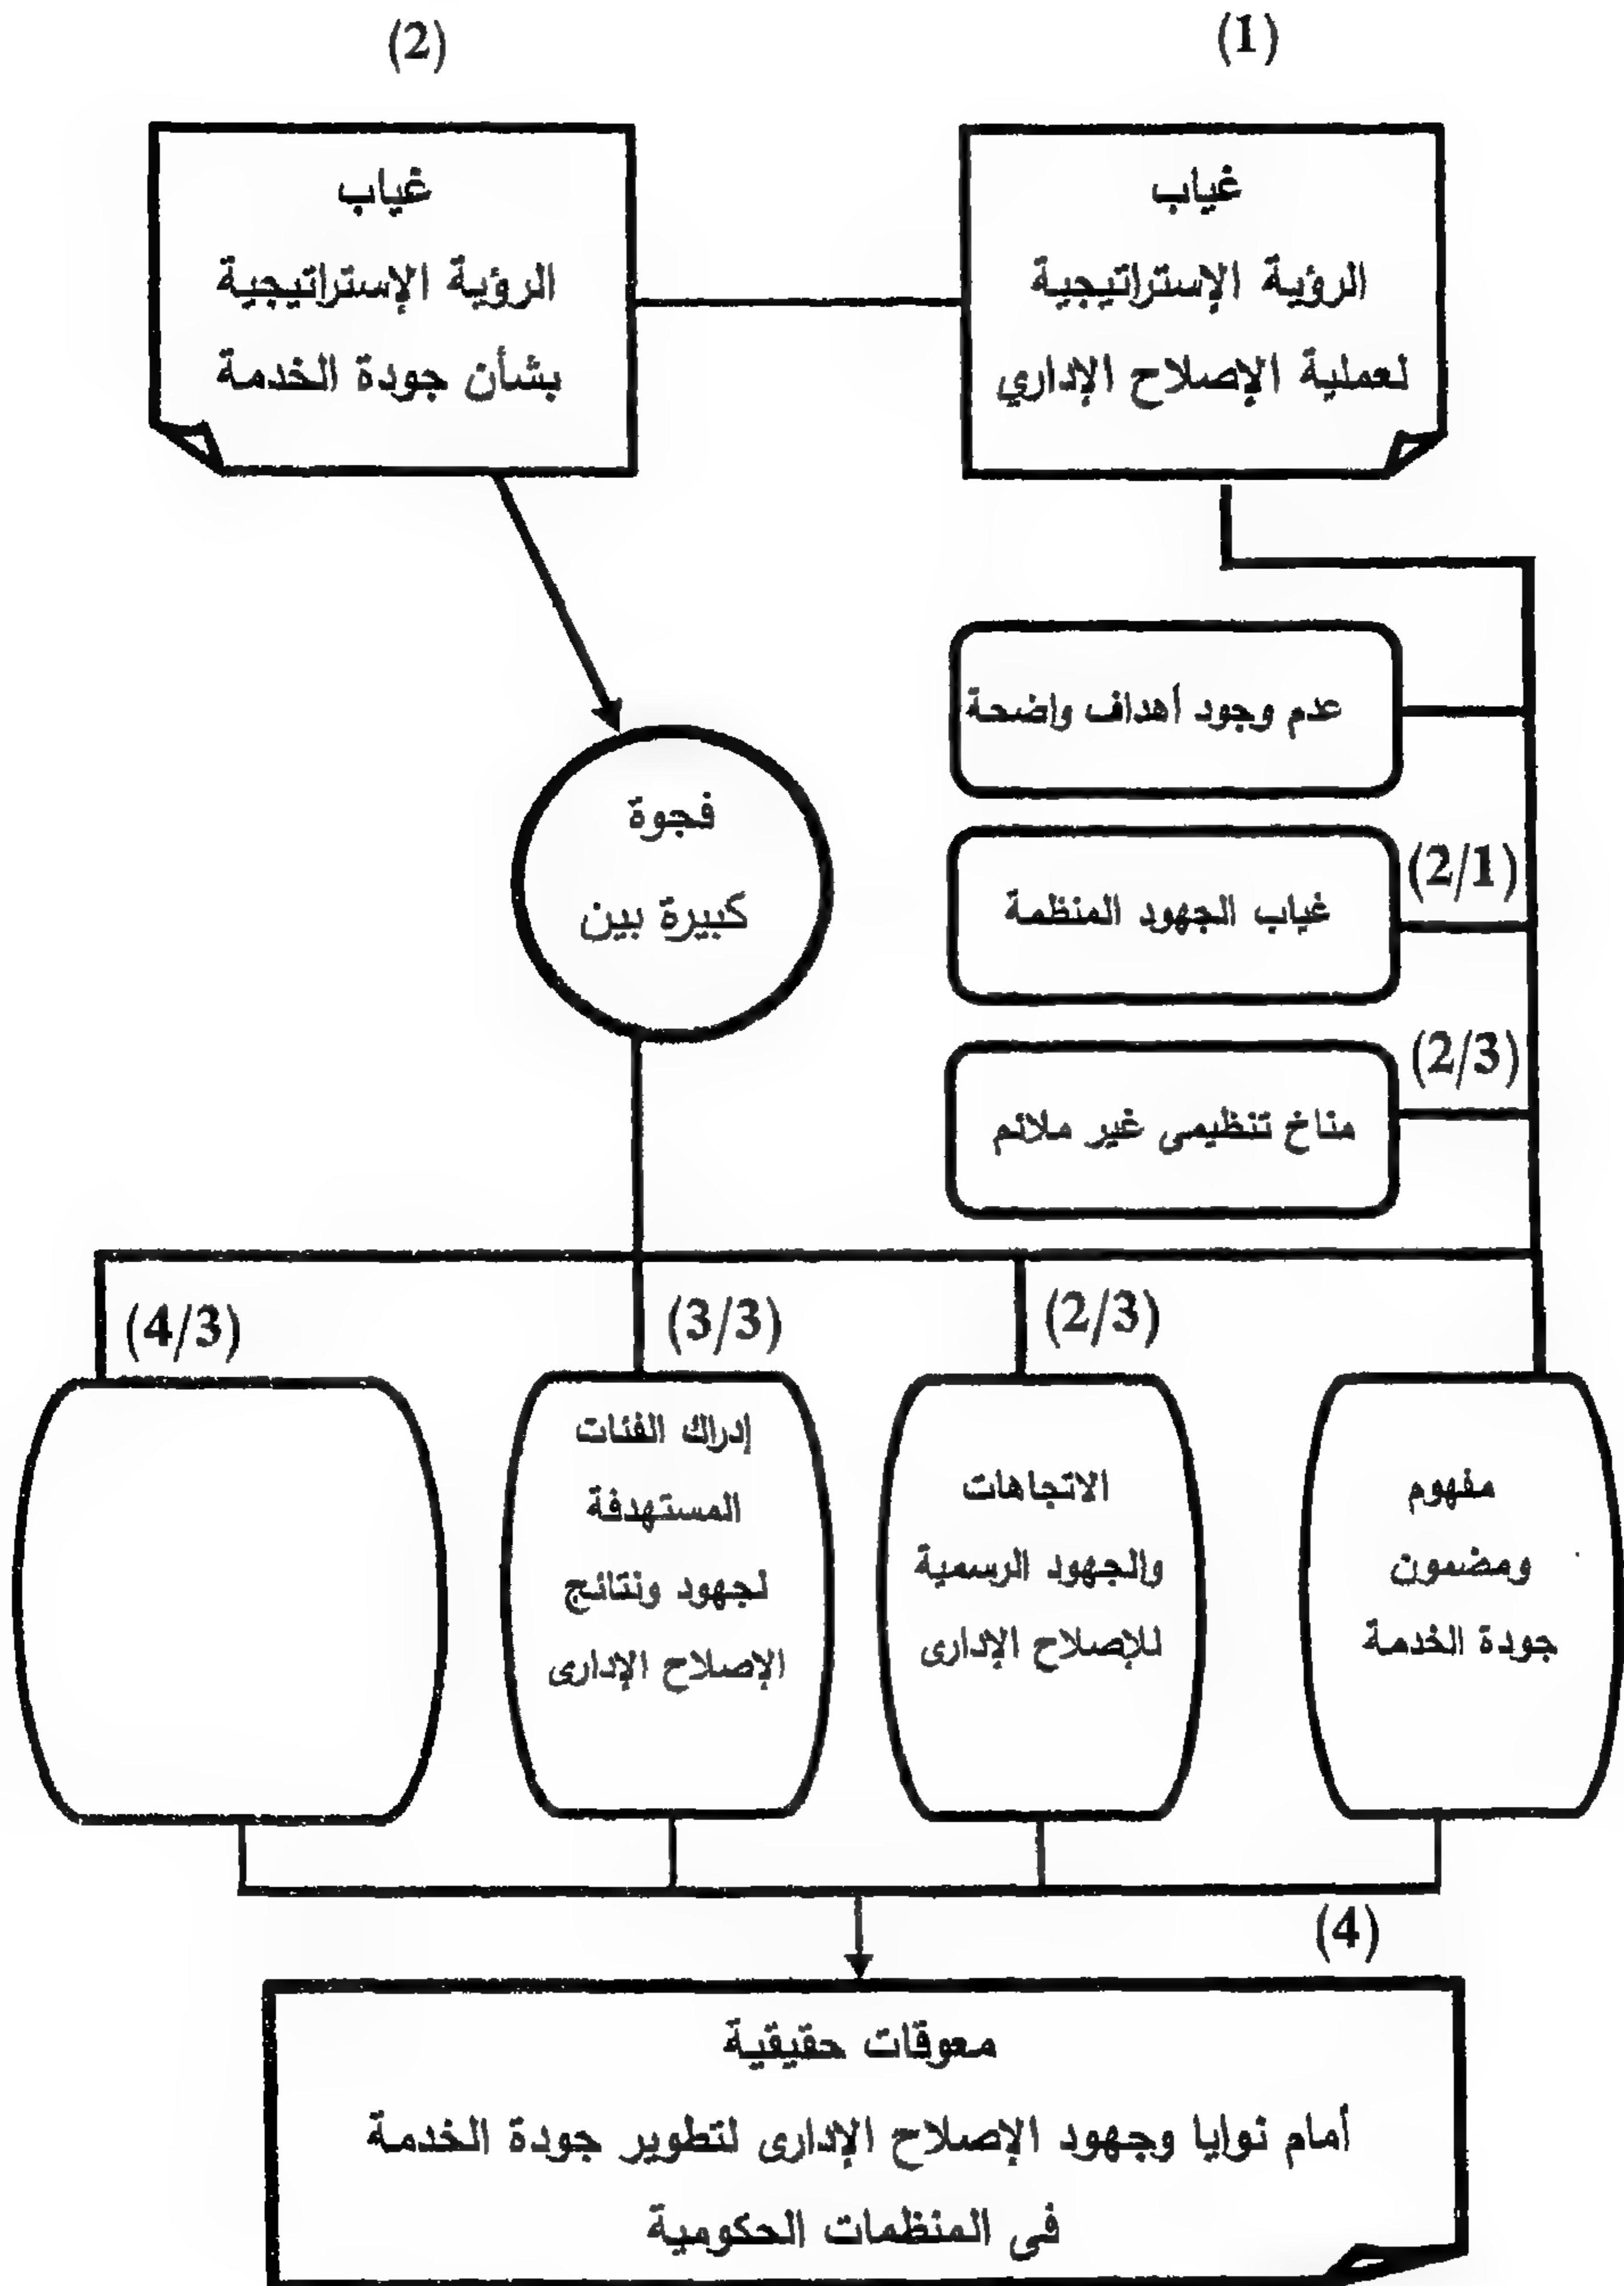 (1)
غياب
الرؤية الإستراتيجية
لعملية الإصلاح الإداري
(2)
غياب
الرؤية الإستراتيجية
بشأن جودة الخدمة
عدم وجود أهداف واضحة
(2/1)
غياب الجهود المنظمة
(2/3)
مناخ تنظيمى غير ملائم
فجوة
كبيرة بين
مفهوم
ومضمون
جودة الخدمة
(2/3)
الاتجاهات
والجهود الرسمية
للإصلاح الإدارى
(3/3)
إدراك الفئات
المستهدفة
لجهود ونتائج
الإصلاح الإدارى
(4/3)
(4)
معوقات حقيقية
أمام نوايا وجهود الإصلاح الإدارى لتطوير جودة الخدمة
فى المنظمات الحكومية